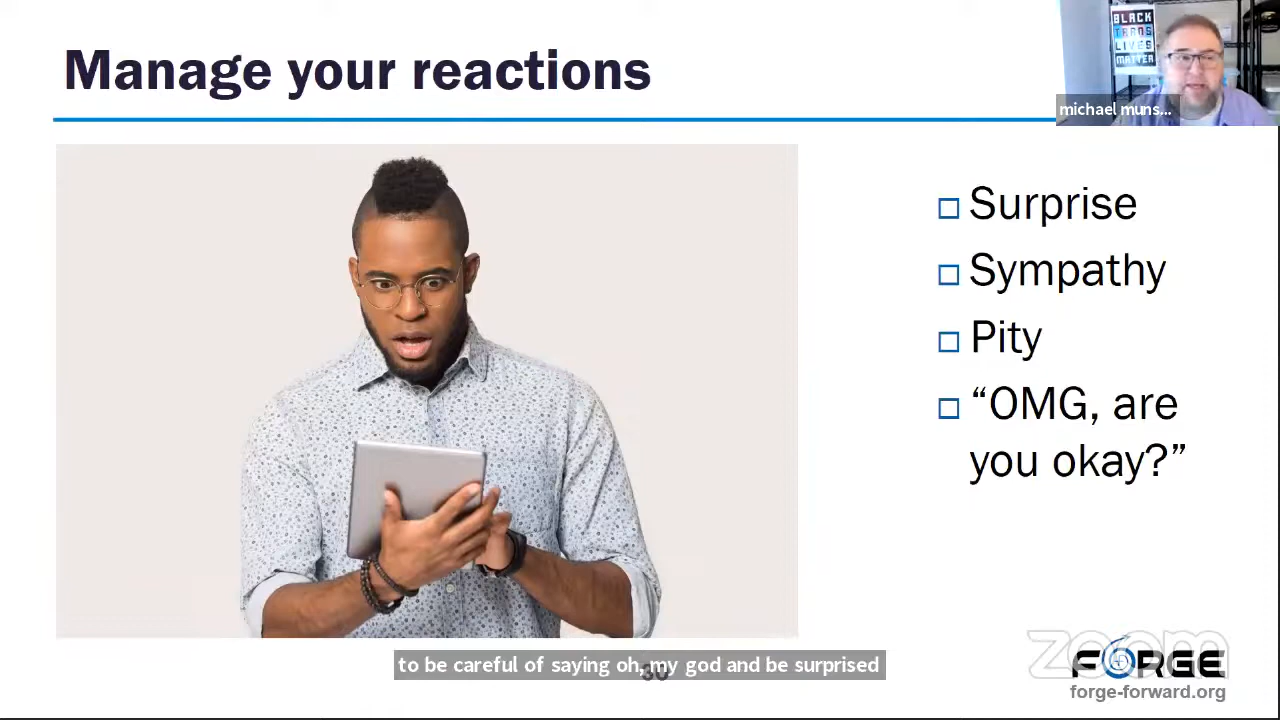 Manage your reactions
BLACK
TRANS
LIVES
MATTER
michael muns...
□ Surprise
□ Sympathy
□ Pity
□ “OMG, are
you okay?”
to be careful of saying oh, my god and be surprised
30
zoom
FORGE
forge-forward.org